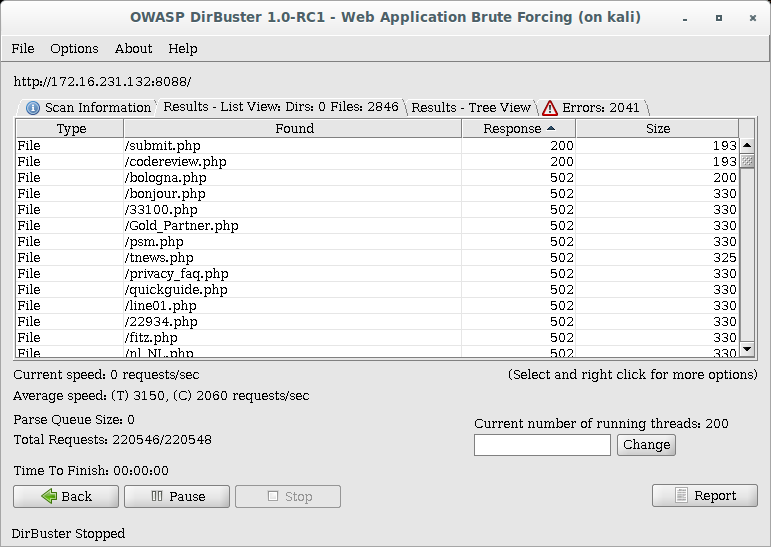 OWASP DirBuster 1.0-RC1 - Web Application Brute Forcing (on kali)
File Options About Help
http://172.16.231.132:8088/
Scan Information Results - List View: Dirs: 0 Files: 2846 Results - Tree View Errors: 2041
Type Found Response Size
File /submit.php 200 193
File /codereview.php 200 193
File /bologna.php 502 200
File /bonjour.php 502 330
File /33100.php 502 330
File /Gold_Partner.php 502 330
File /psm.php 502 330
File /tnews.php 502 325
File /privacy_faq.php 502 330
File /quickguide.php 502 330
File /line01.php 502 330
File /22934.php 502 330
File /fitz.php 502 330
File /nl_NL.php 502 330
Current speed: 0 requests/sec (Select and right click for more options)
Average speed: (T) 3150, (C) 2060 requests/sec
Parse Queue Size: 0
Current number of running threads: 200
Total Requests: 220546/220548
Change
Time To Finish: 00:00:00
Back Pause Stop Report
DirBuster Stopped